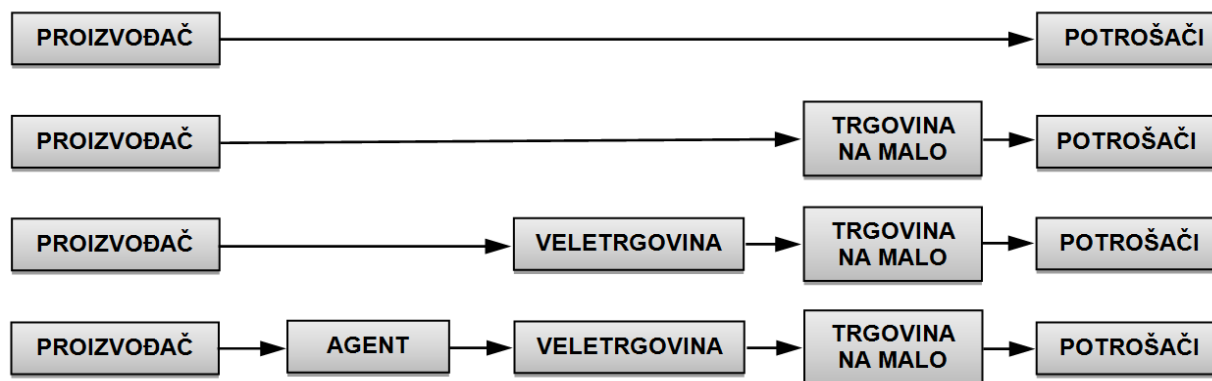 PROIZVOĐAČ POTROŠAČI
PROIZVOĐAČ TRGOVINA NA MALO POTROŠAČI
PROIZVOĐAČ VELETRGOVINA TRGOVINA NA MALO POTROŠAČI
PROIZVOĐAČ AGENT VELETRGOVINA TRGOVINA NA MALO POTROŠAČI